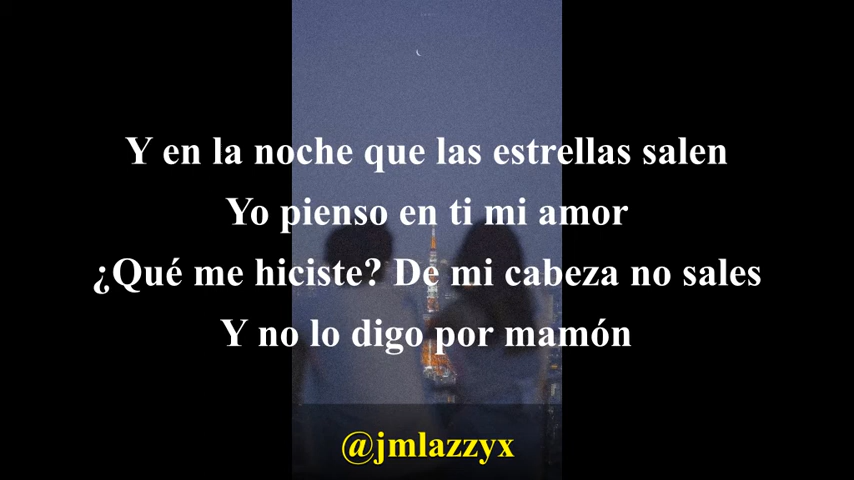 Y en la noche que las estrellas salen
Yo pienso en ti mi amor
¿Qué me hiciste? De mi cabeza no sales
Y no lo digo por mamón
@jmlazzyx